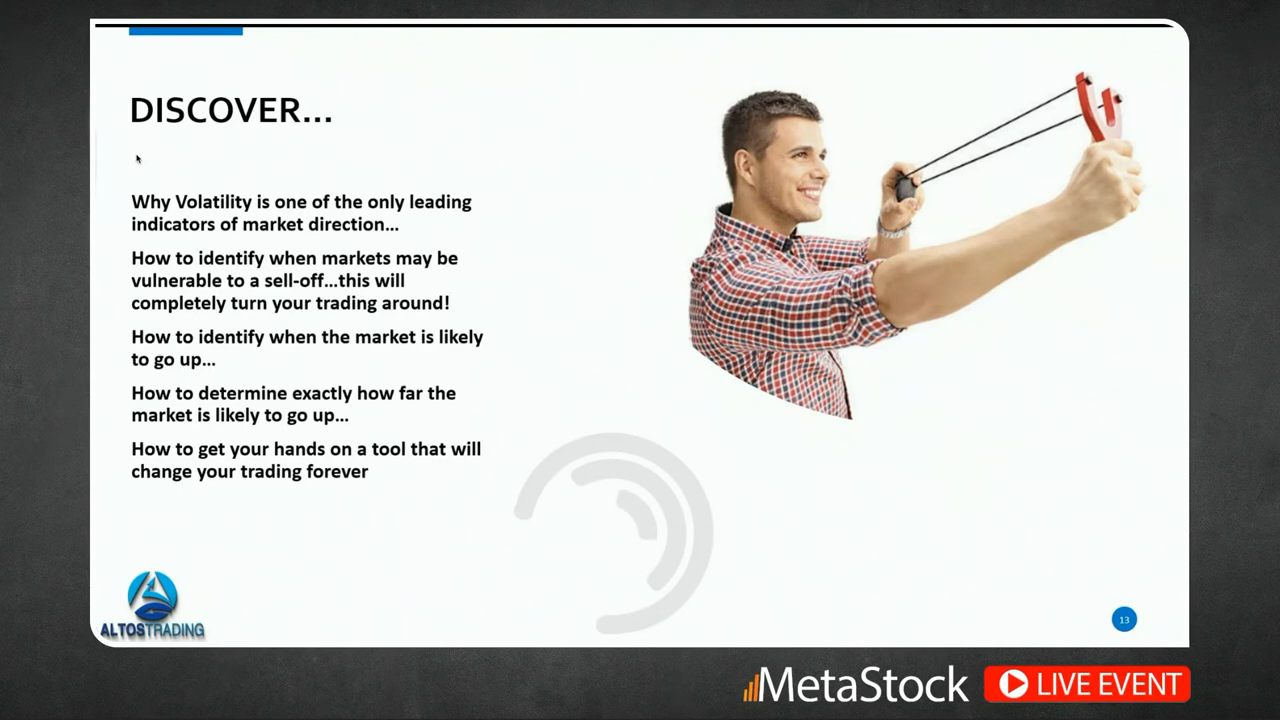 DISCOVER...
Why Volatility is one of the only leading
indicators of market direction...
How to identify when markets may be
vulnerable to a sell-off...this will
completely turn your trading around!
How to identify when the market is likely
to go up...
How to determine exactly how far the
market is likely to go up...
How to get your hands on a tool that will
change your trading forever
ALTOSTRADING
13
MetaStock
LIVE EVENT